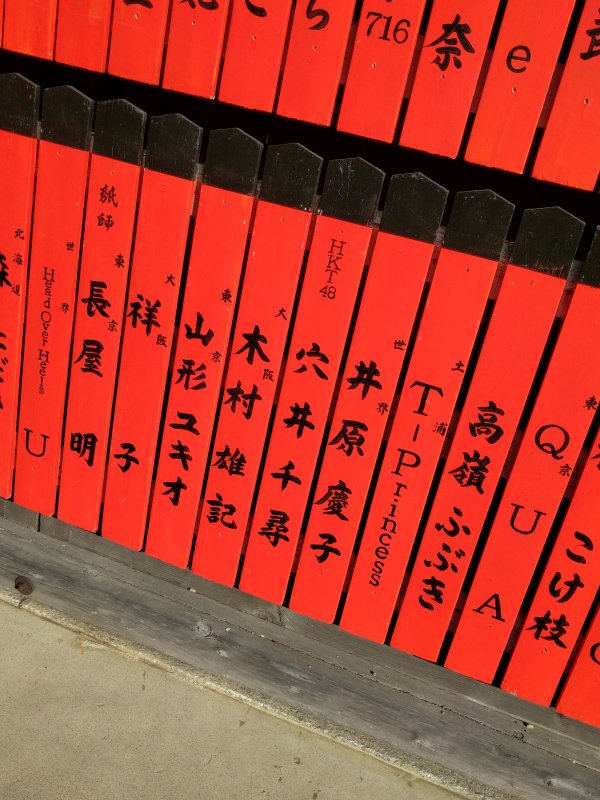 716
奈
e
北海道
世界
Head Over Heels
U
師
東京
長屋 明
大阪
祥子
東京
山形ユキオ
大阪
木村雄記
HKT48
穴井千尋
世界
井原慶子
土浦
T-Princess
高嶺ふぶき
東京
QUA
こけ枝